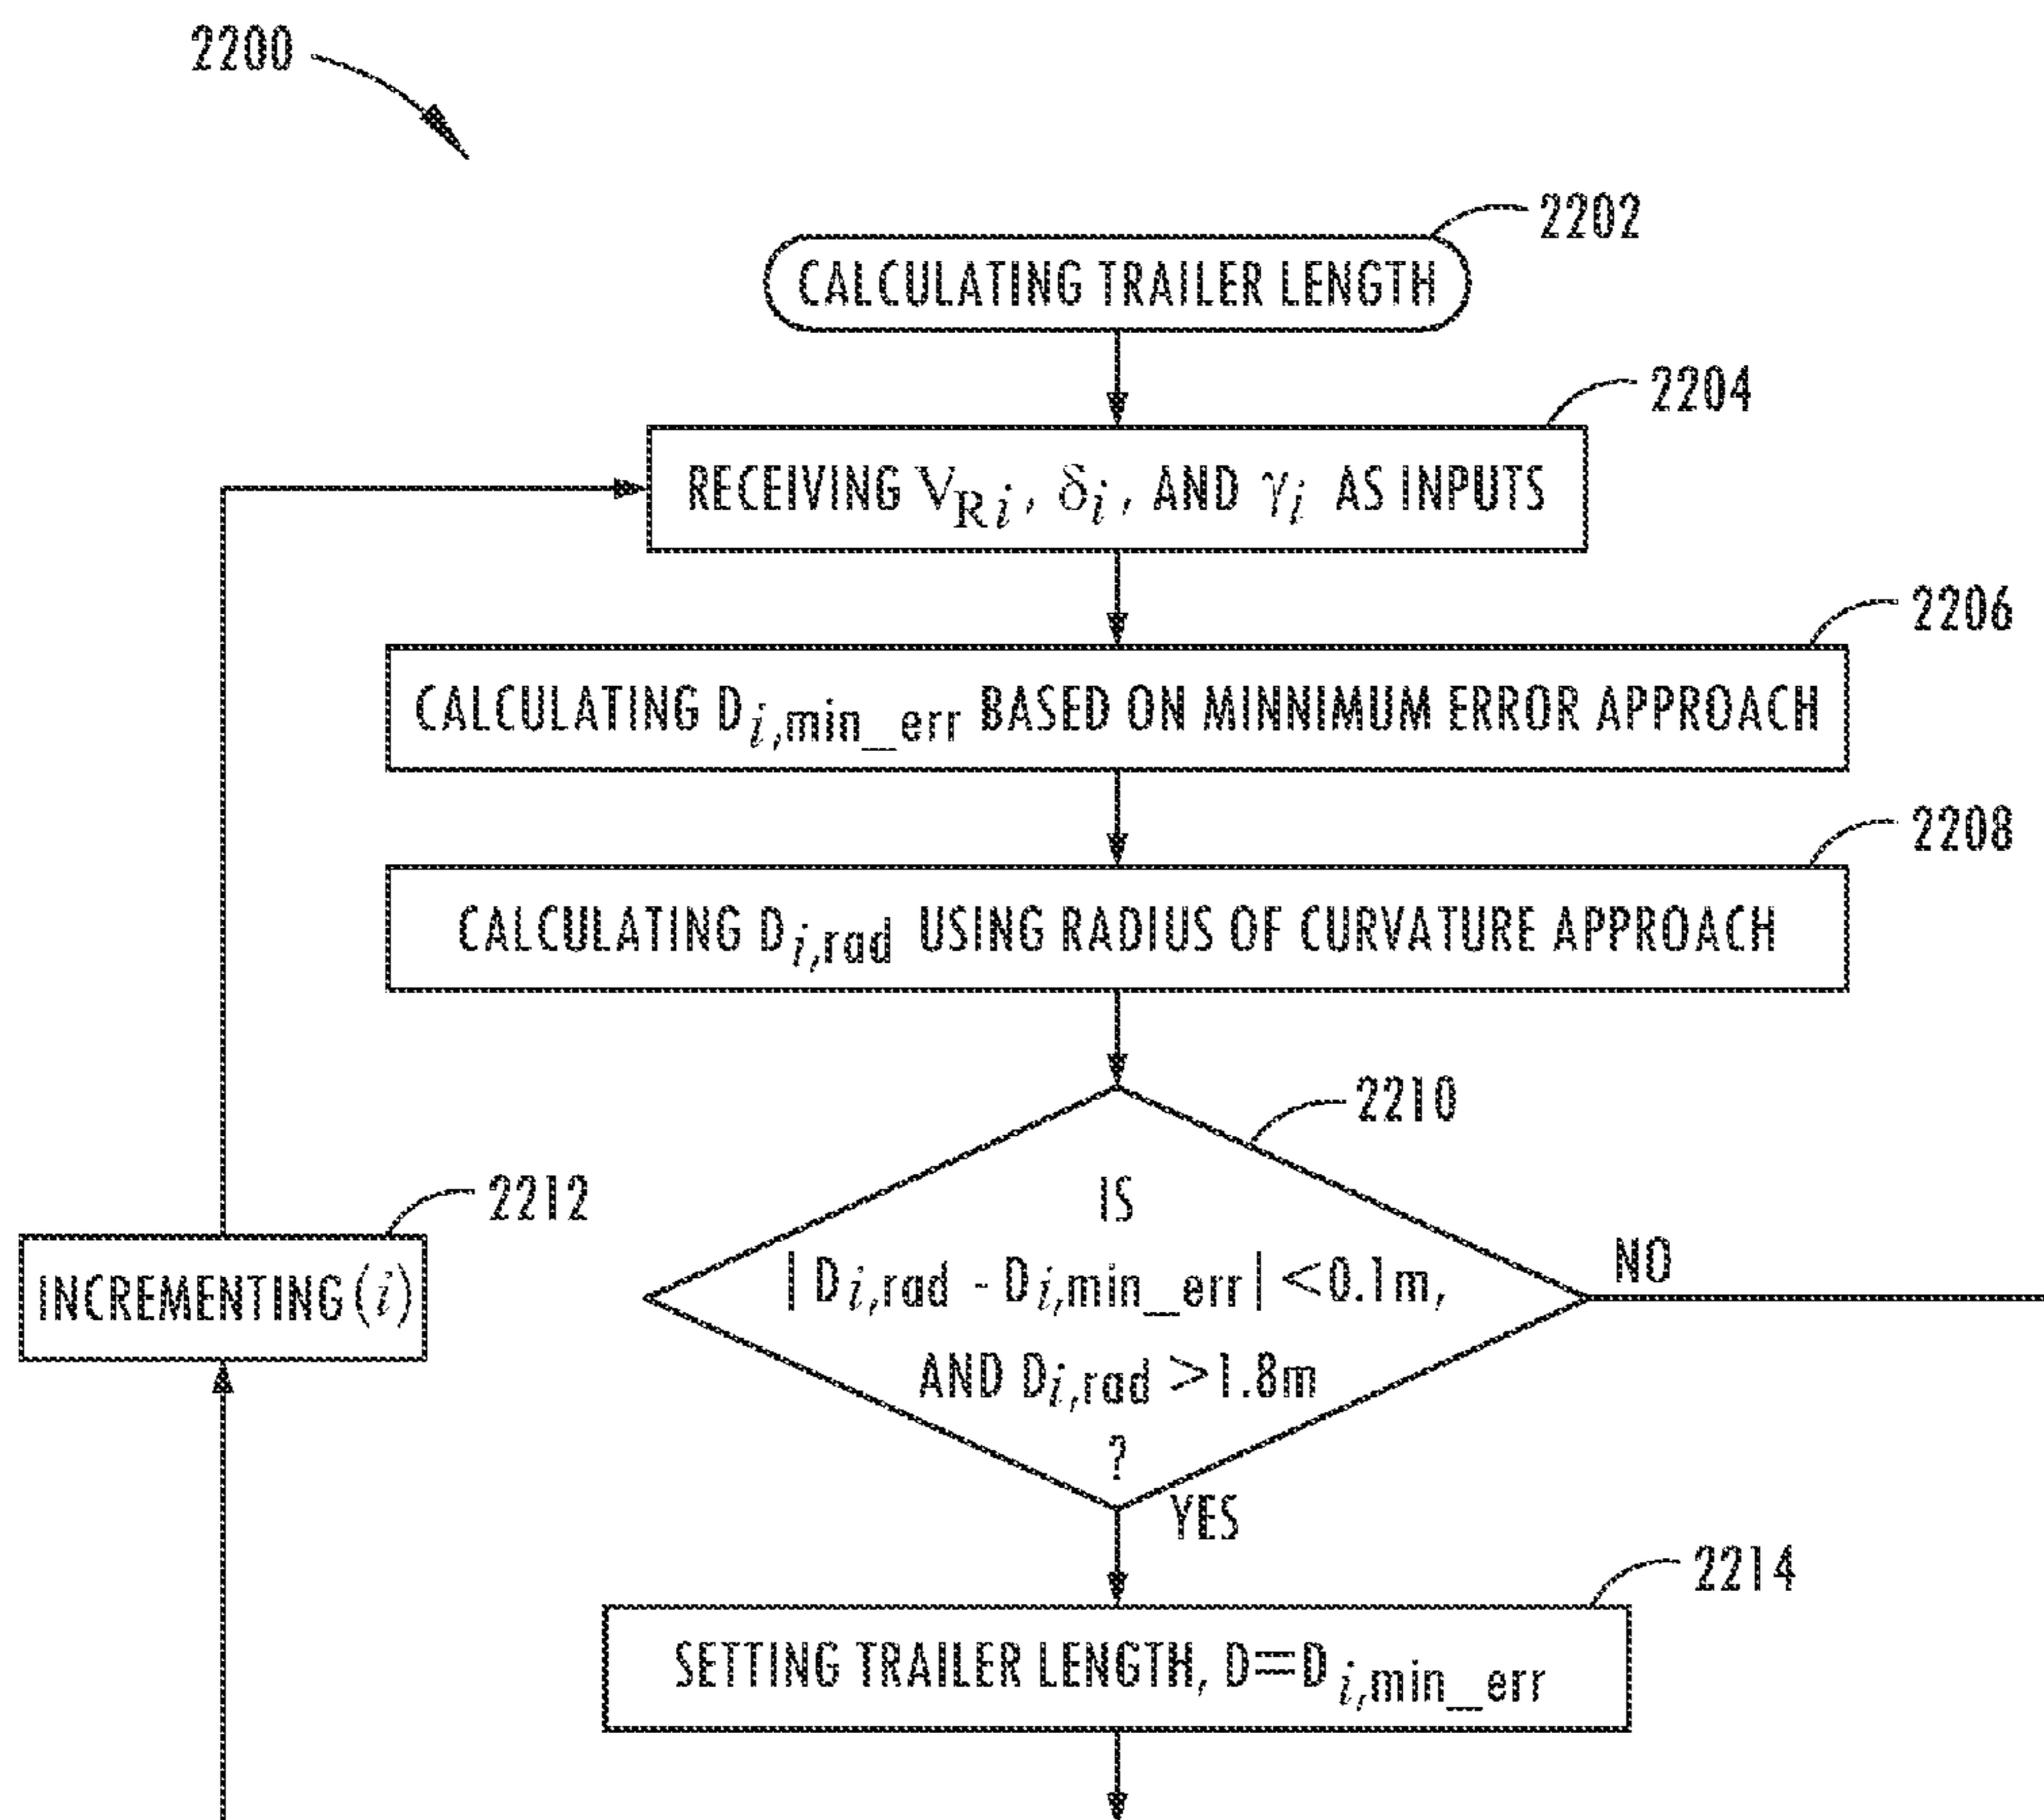 2200
2202
CALCULATING TRAILER LENGTH
2204
RECEIVING V_Ri, δ_i, AND γ_i AS INPUTS
2206
CALCULATING D_i,min_err BASED ON MINNIMUM ERROR APPROACH
2208
CALCULATING D_i,rad USING RADIUS OF CURVATURE APPROACH
2210
IS
| D_i,rad - D_i,min_err | <0.1m,
AND D_i,rad >1.8m
?
NO
YES
2212
INCREMENTING (i)
2214
SETTING TRAILER LENGTH, D=D_i,min_err